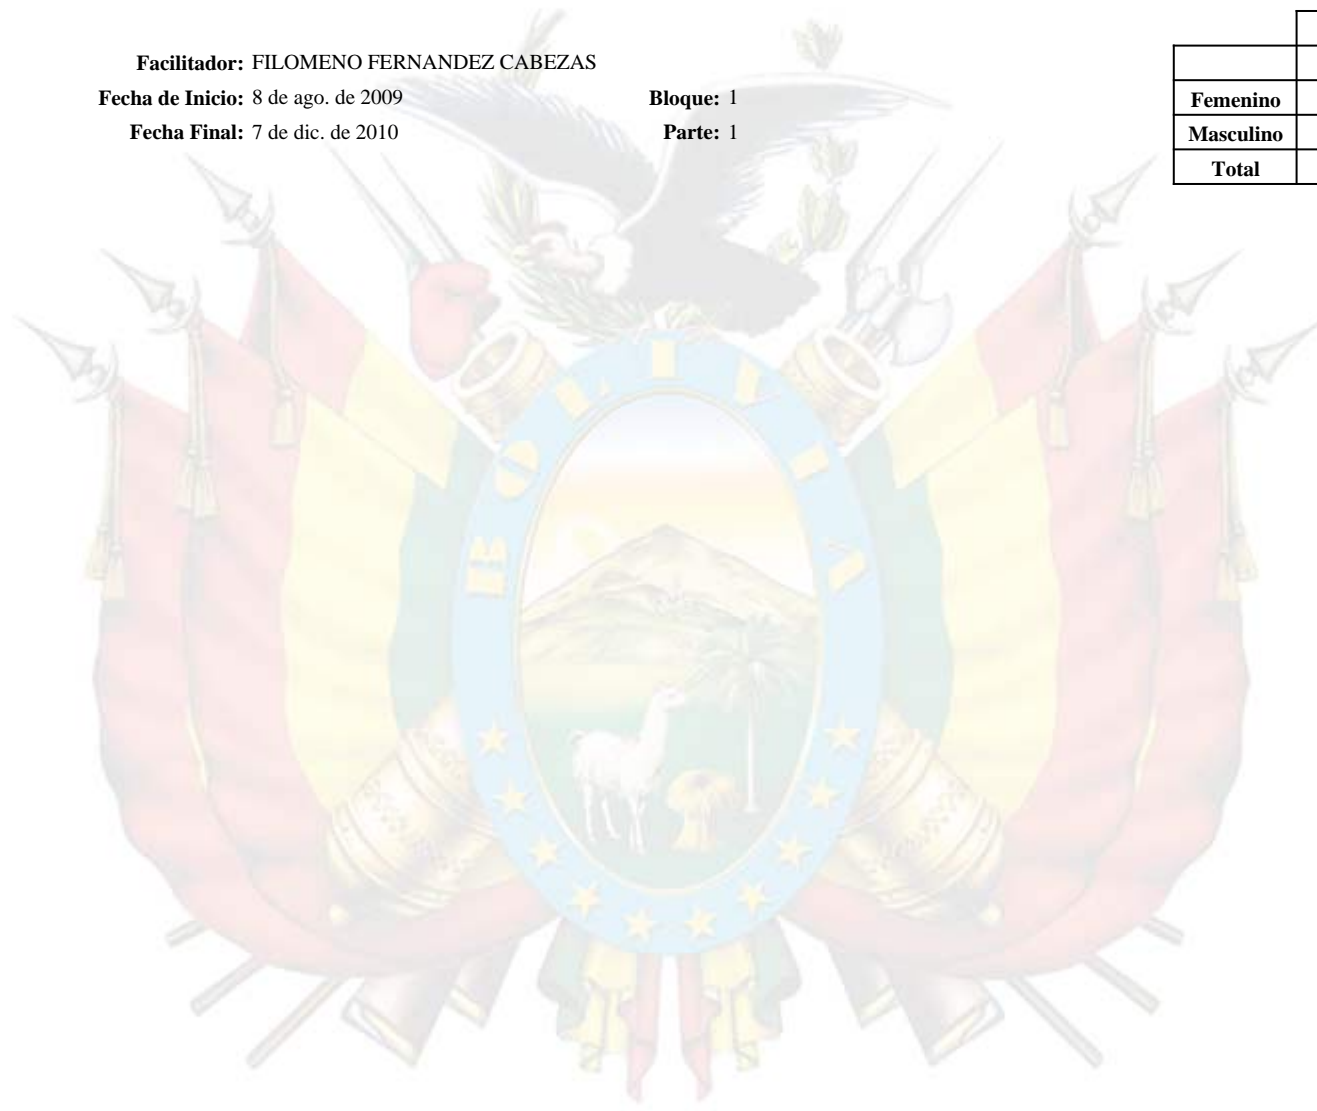 Facilitador: FILOMENO FERNANDEZ CABEZAS
Fecha de Inicio: 8 de ago. de 2009 Bloque: 1
Femenino
Fecha Final: 7 de dic. de 2010 Parte: 1
Masculino
Total
BOLIVIA